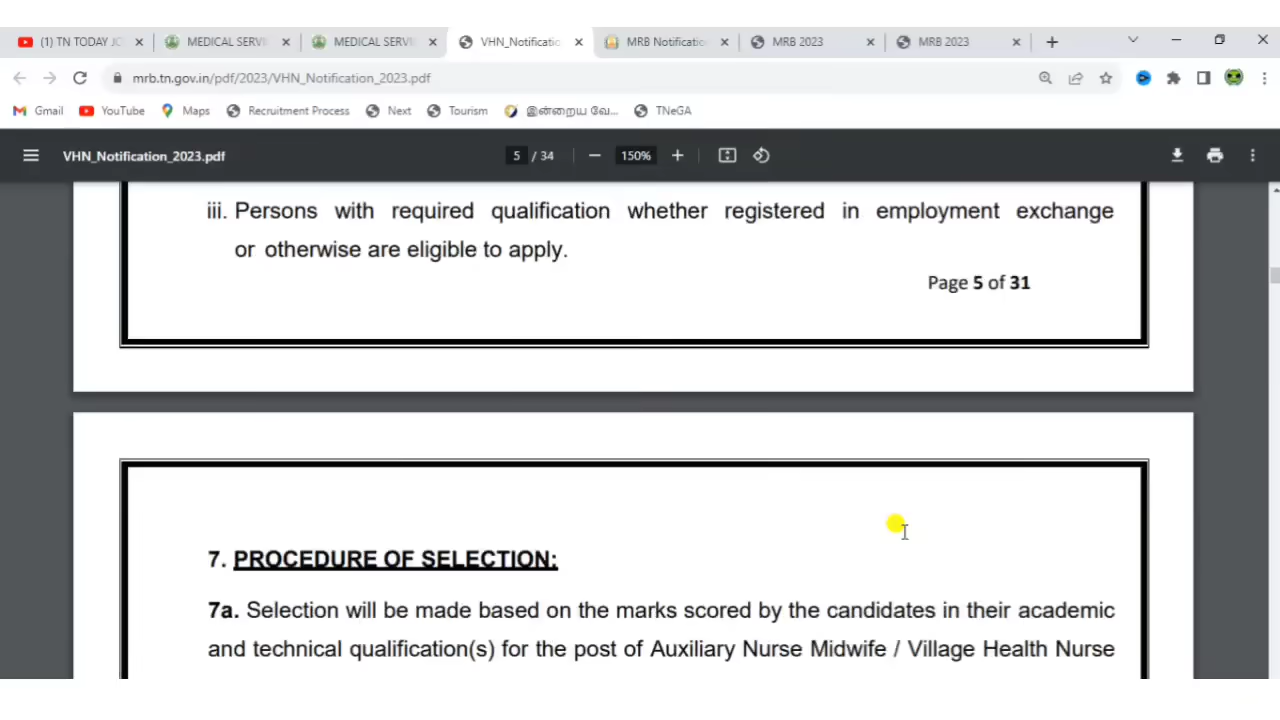 (1) TN TODAY JO
MEDICAL SERVI
MEDICAL SERVI
VHN_Notificatio
MRB Notificatio
MRB 2023
MRB 2023
mrb.tn.gov.in/pdf/2023/VHN_Notification_2023.pdf
Gmail YouTube Maps Recruitment Process Next Tourism இன்றைய வே... TNeGA
VHN_Notification_2023.pdf 5 / 34 150%
iii. Persons with required qualification whether registered in employment exchange
or otherwise are eligible to apply.
Page 5 of 31
7. PROCEDURE OF SELECTION:
7a. Selection will be made based on the marks scored by the candidates in their academic
and technical qualification(s) for the post of Auxiliary Nurse Midwife / Village Health Nurse